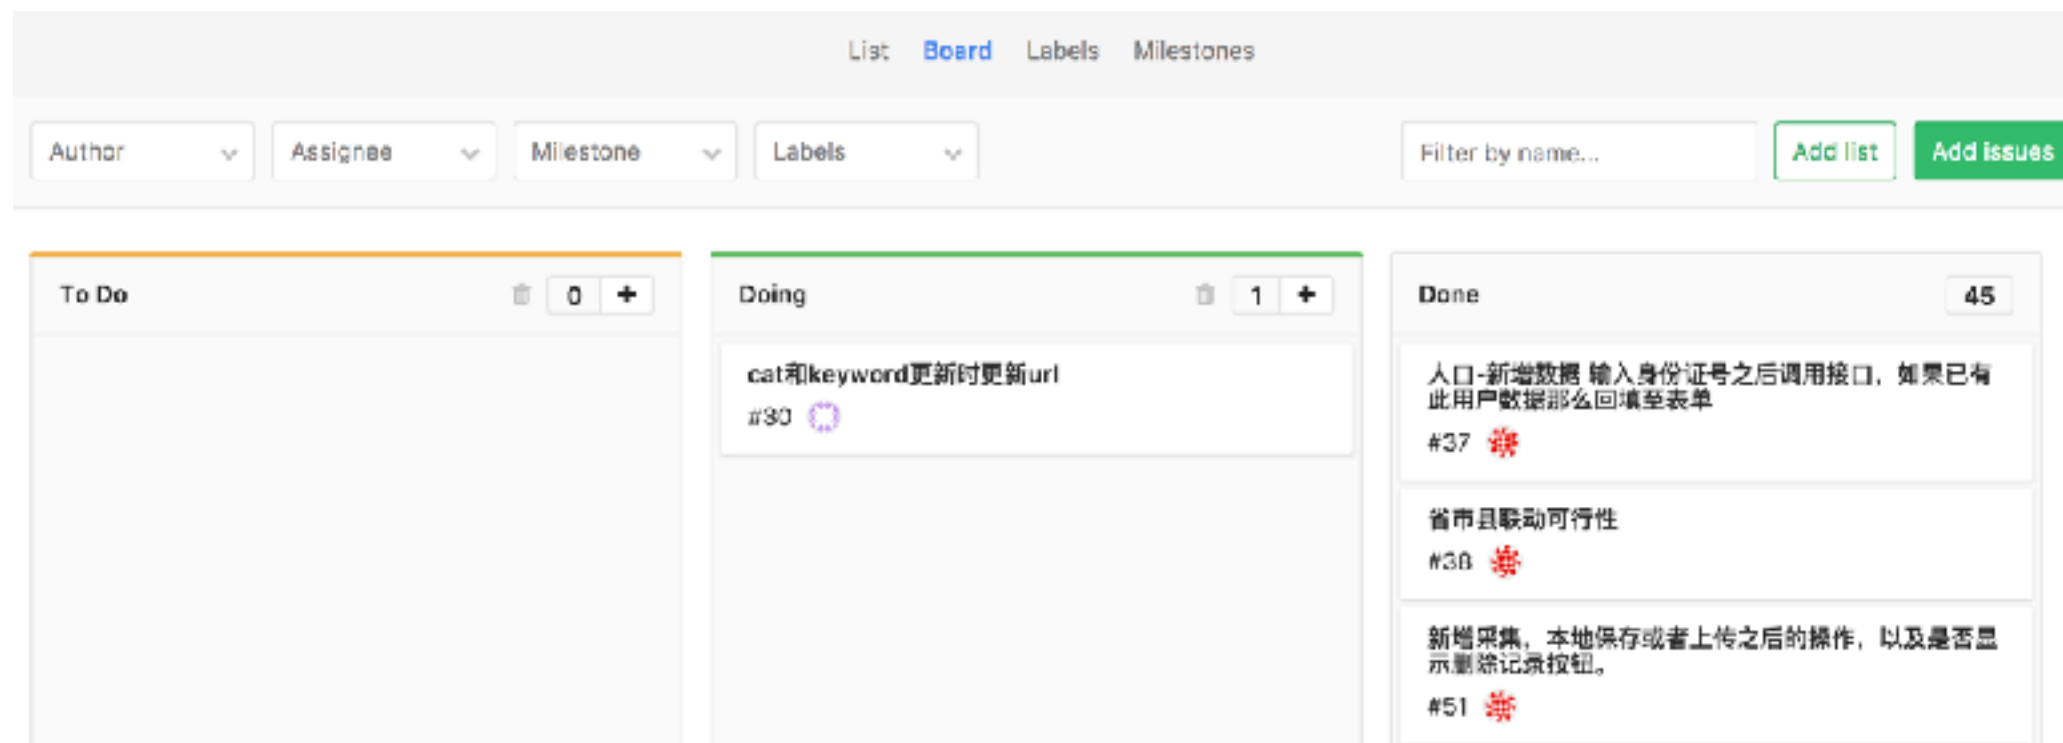 List Board Labels Milestones
Author Assignee Milestone Labels Filter by name... Add list Add issues
To Do 0 + Doing 1 + Done 45
cat和keyword更新时更新url
#30
人口-新增数据 输入身份证号之后调用接口，如果已有
此用户数据那么回填至表单
#37
省市县联动可行性
#38
新增采集，本地保存或者上传之后的操作，以及是否显
示删除记录按钮。
#51